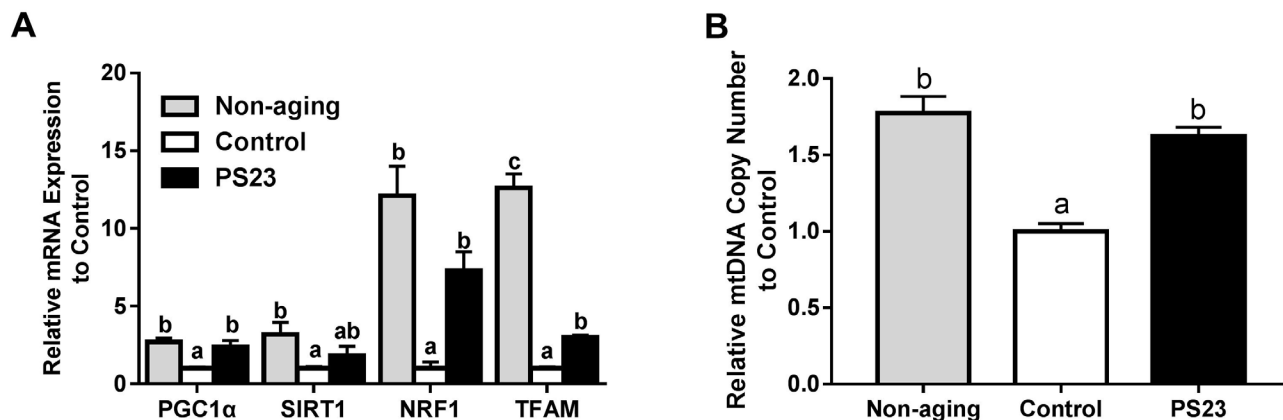 A
Relative mRNA Expression
to Control
20
15
10
5
0
Non-aging
Control
PS23
b
a
b
b
a
ab
b
a
b
c
a
b
PGC1α
SIRT1
NRF1
TFAM
B
Relative mtDNA Copy Number
to Control
2.0
1.5
1.0
0.5
0.0
b
a
b
Non-aging
Control
PS23